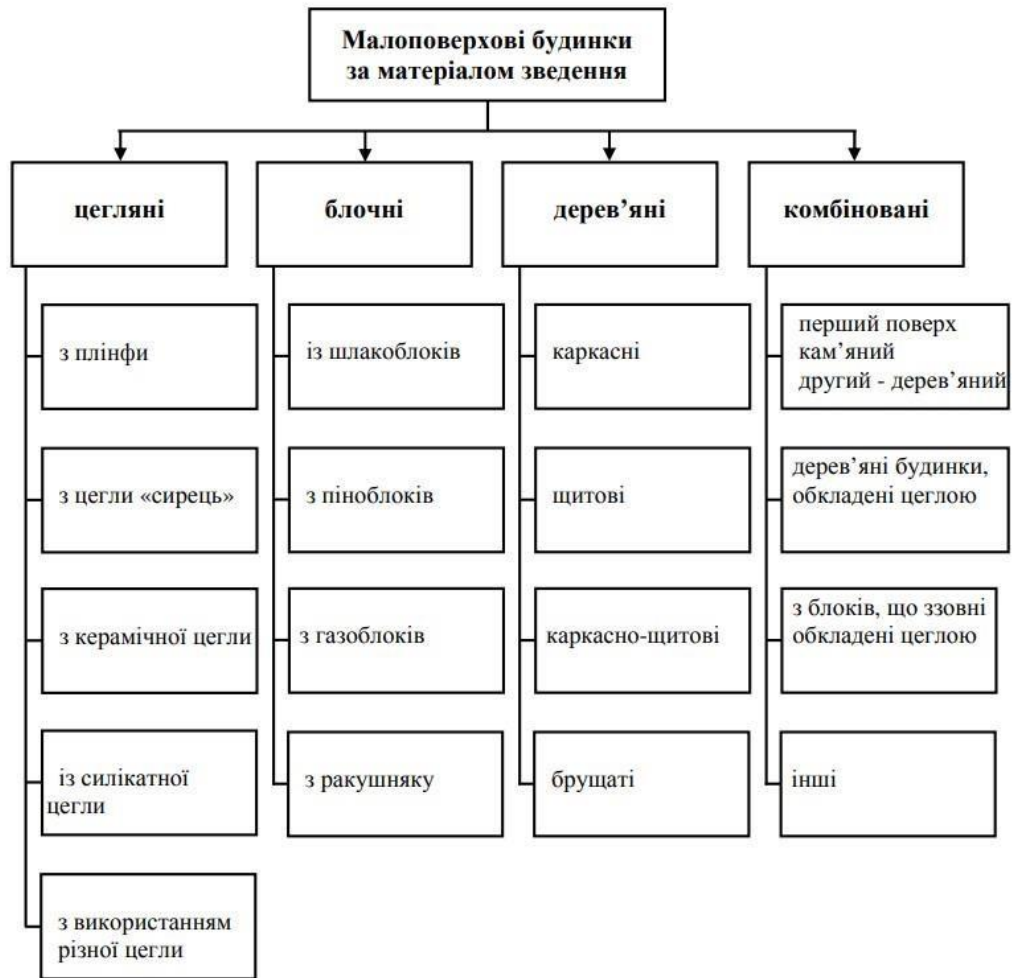 Малоповерхові будинки
за матеріалом зведення
цегляні
блочні
дерев’яні
комбіновані
з плінфи
з цегли «сирець»
з керамічної цегли
із силікатної
цегли
з використанням
різної цегли
із шлакоблоків
з піноблоків
з газоблоків
з ракушняку
каркасні
щитові
каркасно-щитові
брущаті
перший поверх
кам’яний
другий - дерев’яний
дерев’яні будинки,
обкладені цеглою
з блоків, що ззовні
обкладені цеглою
інші